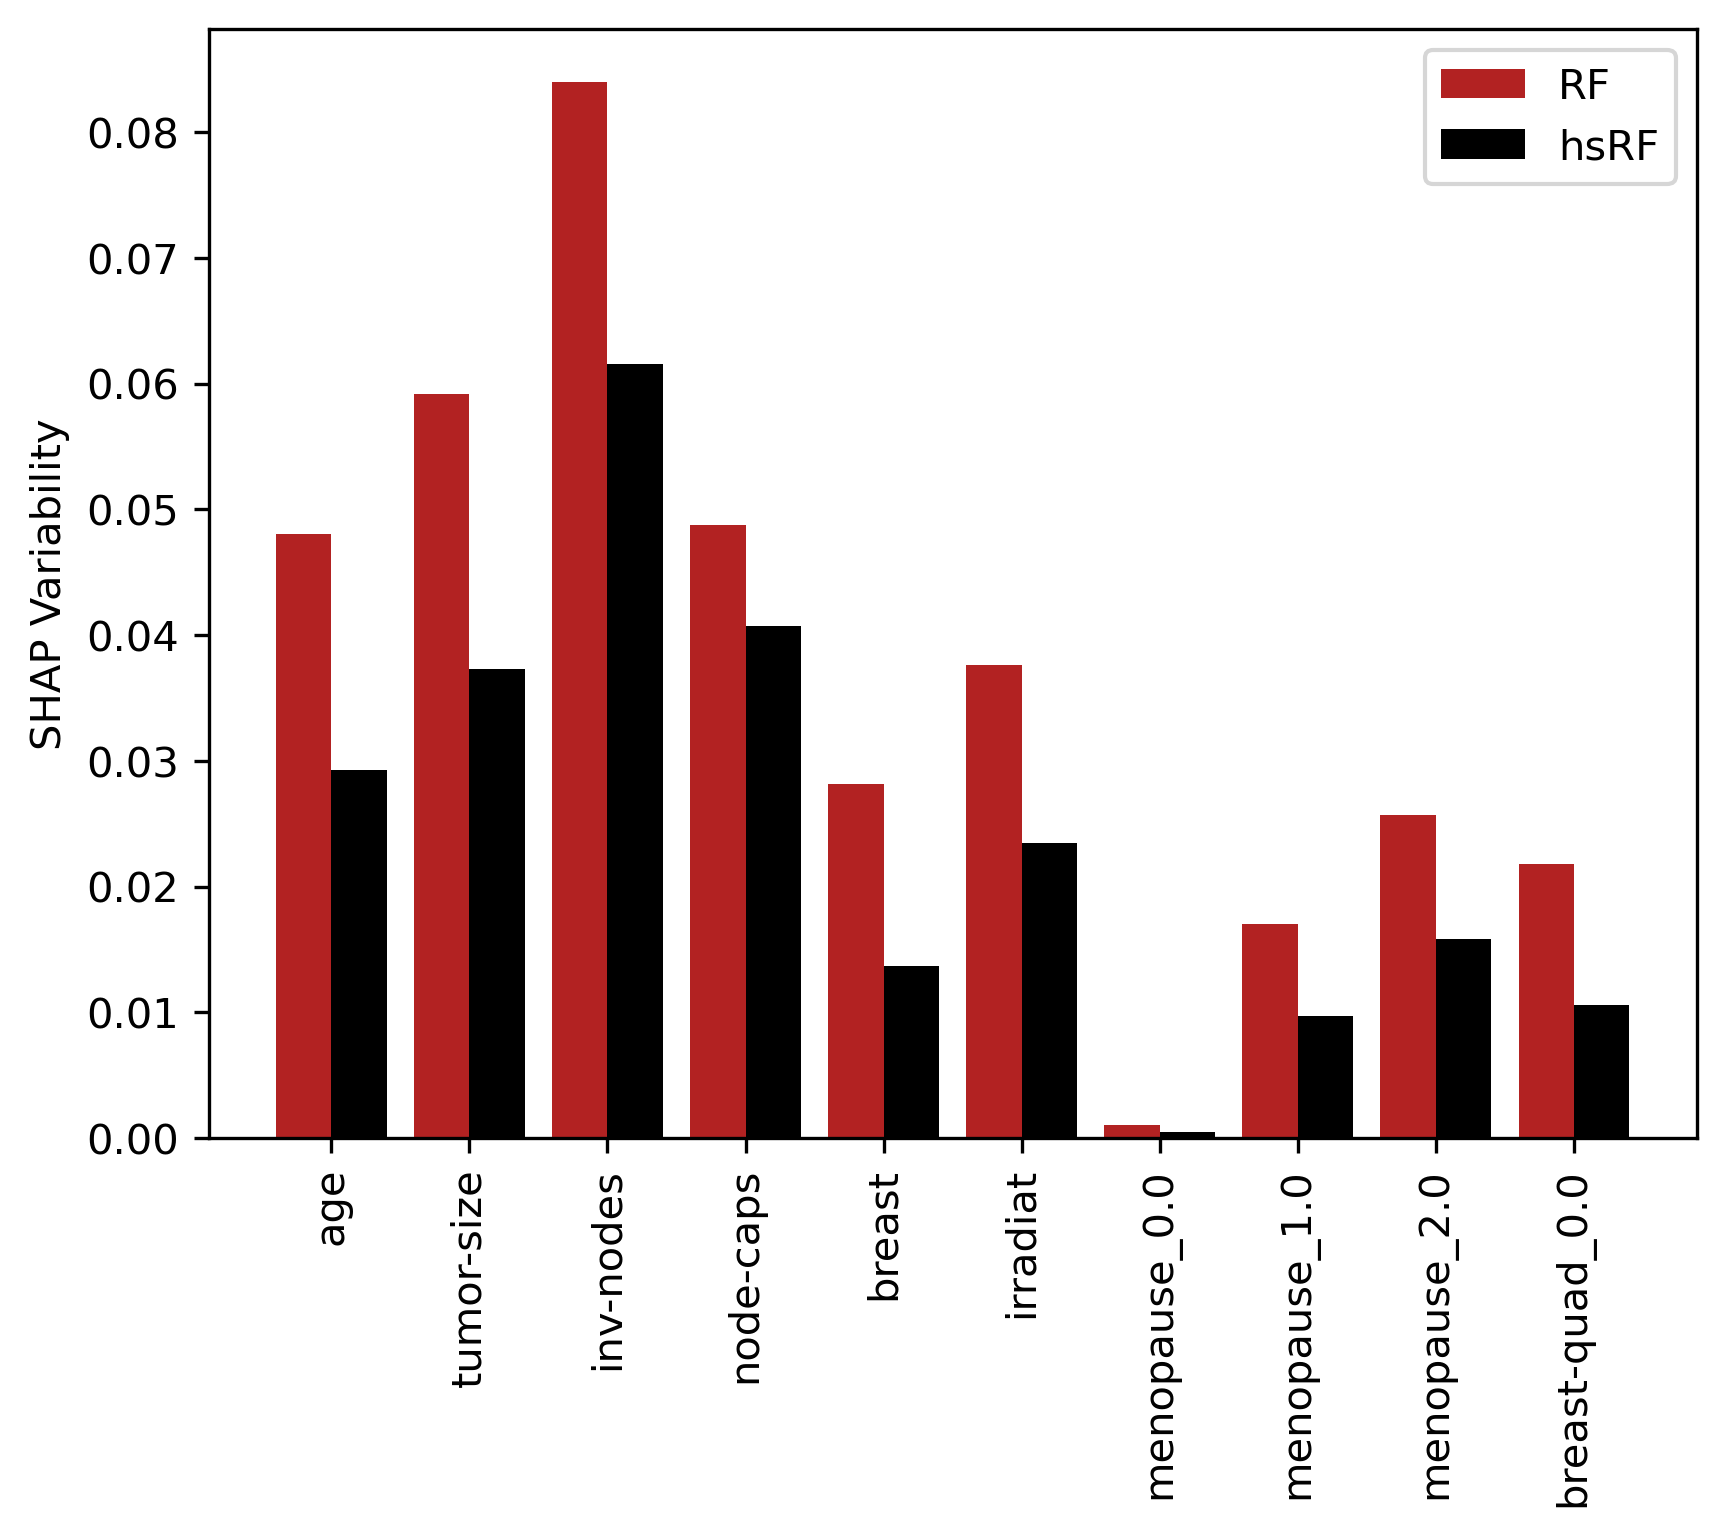 RF
hsRF
0.08
0.07
0.06
0.05
0.04
0.03
0.02
0.01
0.00
SHAP Variability
age
tumor-size
inv-nodes
node-caps
breast
irradiat
menopause_0.0
menopause_1.0
menopause_2.0
breast-quad_0.0